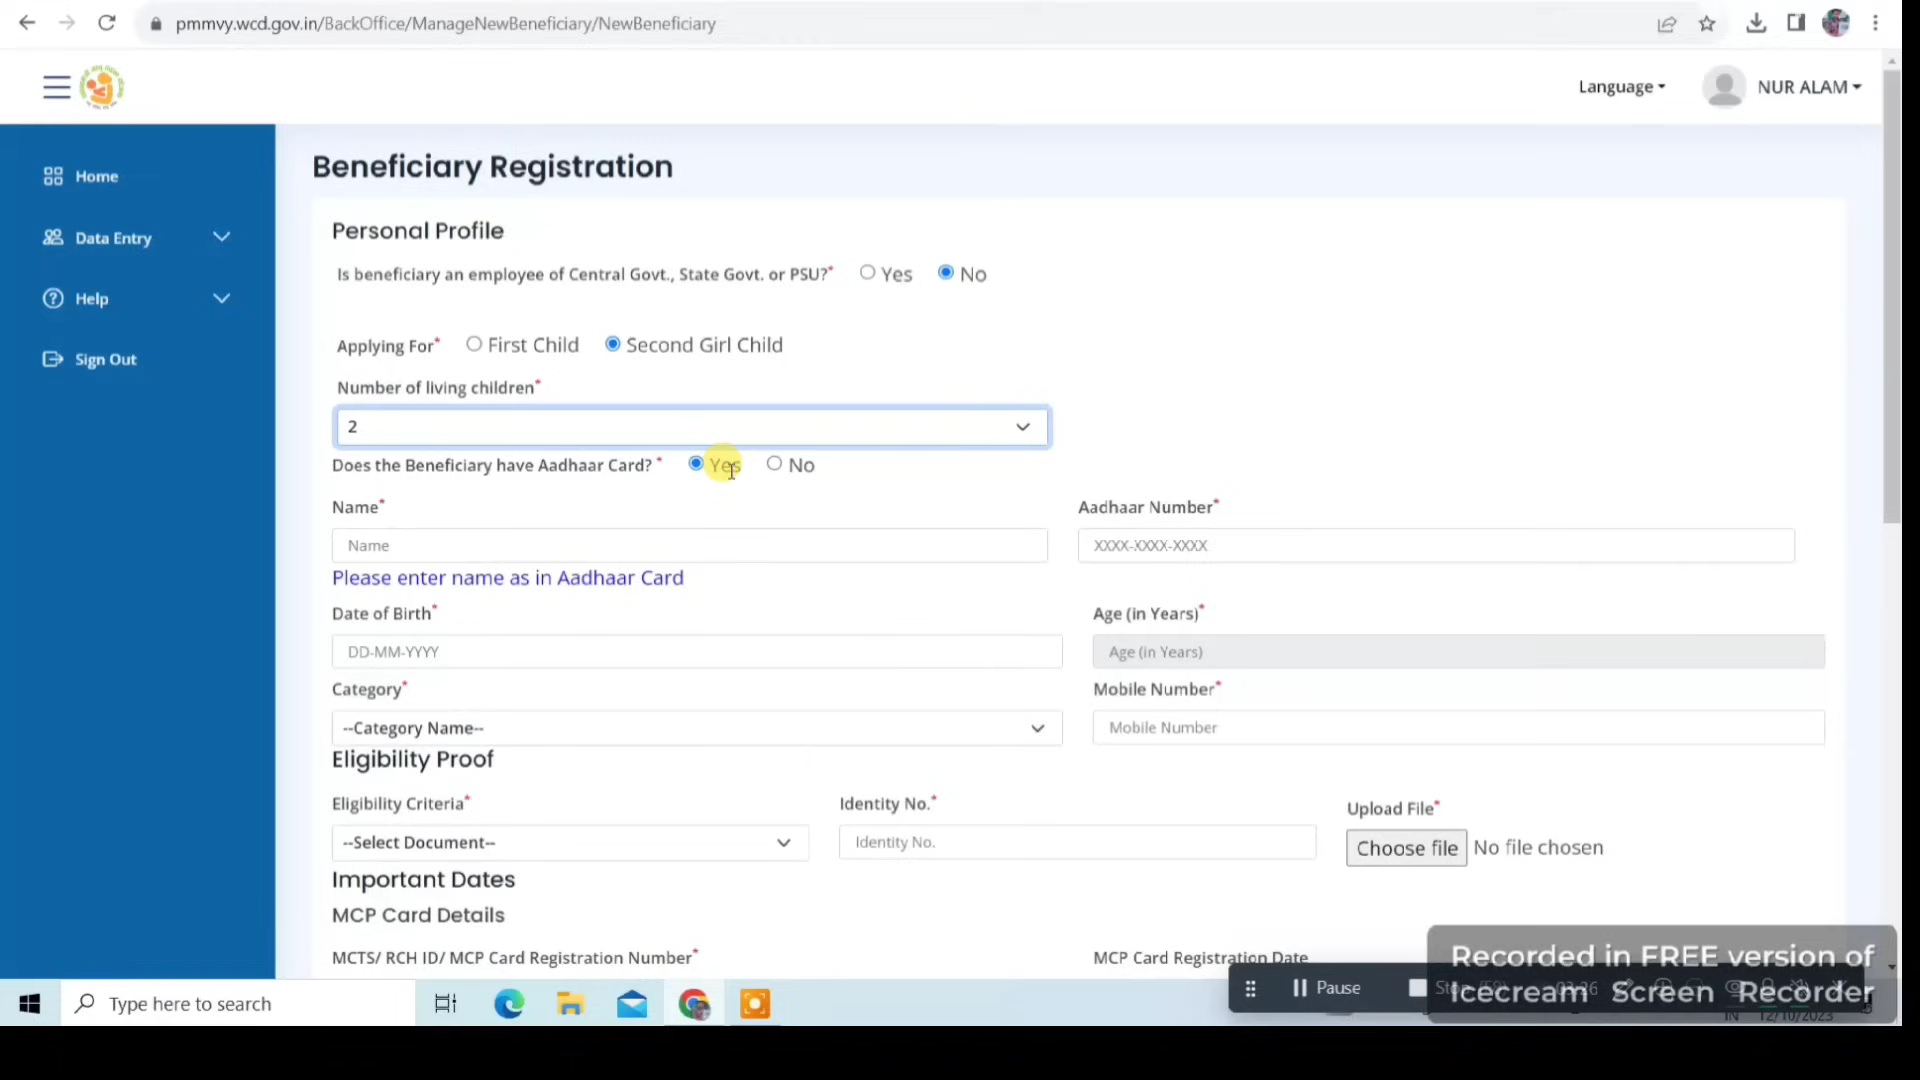 pmmvy.wcd.gov.in/BackOffice/ManageNewBeneficiary/NewBeneficiary
Language
NUR ALAM
Home
Data Entry
Help
Sign Out
Beneficiary Registration
Personal Profile
Is beneficiary an employee of Central Govt., State Govt. or PSU?* Yes No
Applying For* First Child Second Girl Child
Number of living children*
2
Does the Beneficiary have Aadhaar Card? * Yes No
Name* Aadhaar Number*
Name XXXX-XXXX-XXXX
Please enter name as in Aadhaar Card
Date of Birth* Age (in Years)*
DD-MM-YYYY Age (in Years)
Category* Mobile Number*
--Category Name-- Mobile Number
Eligibility Proof
Eligibility Criteria* Identity No.* Upload File*
--Select Document-- Identity No. Choose file No file chosen
Important Dates
MCP Card Details
MCTS/ RCH ID/ MCP Card Registration Number* MCP Card Registration Date
Recorded in FREE version of
Icecream Screen Recorder
Pause
Type here to search
IN 12/10/2023